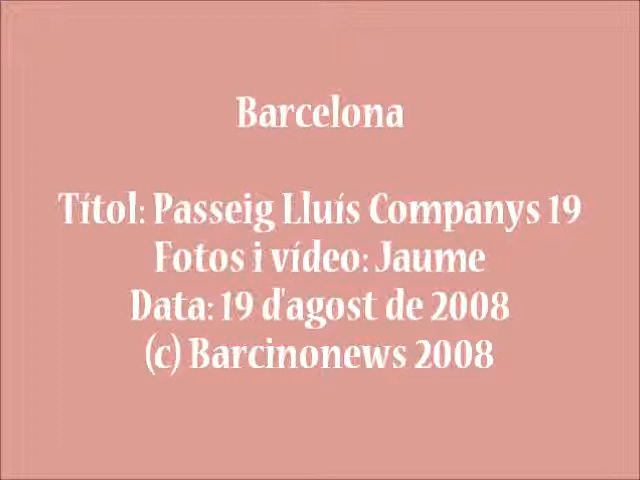 Barcelona
Títol: Passeig Lluís Companys 19
Fotos i vídeo: Jaume
Data: 19 d'agost de 2008
(c) Barcinonews 2008